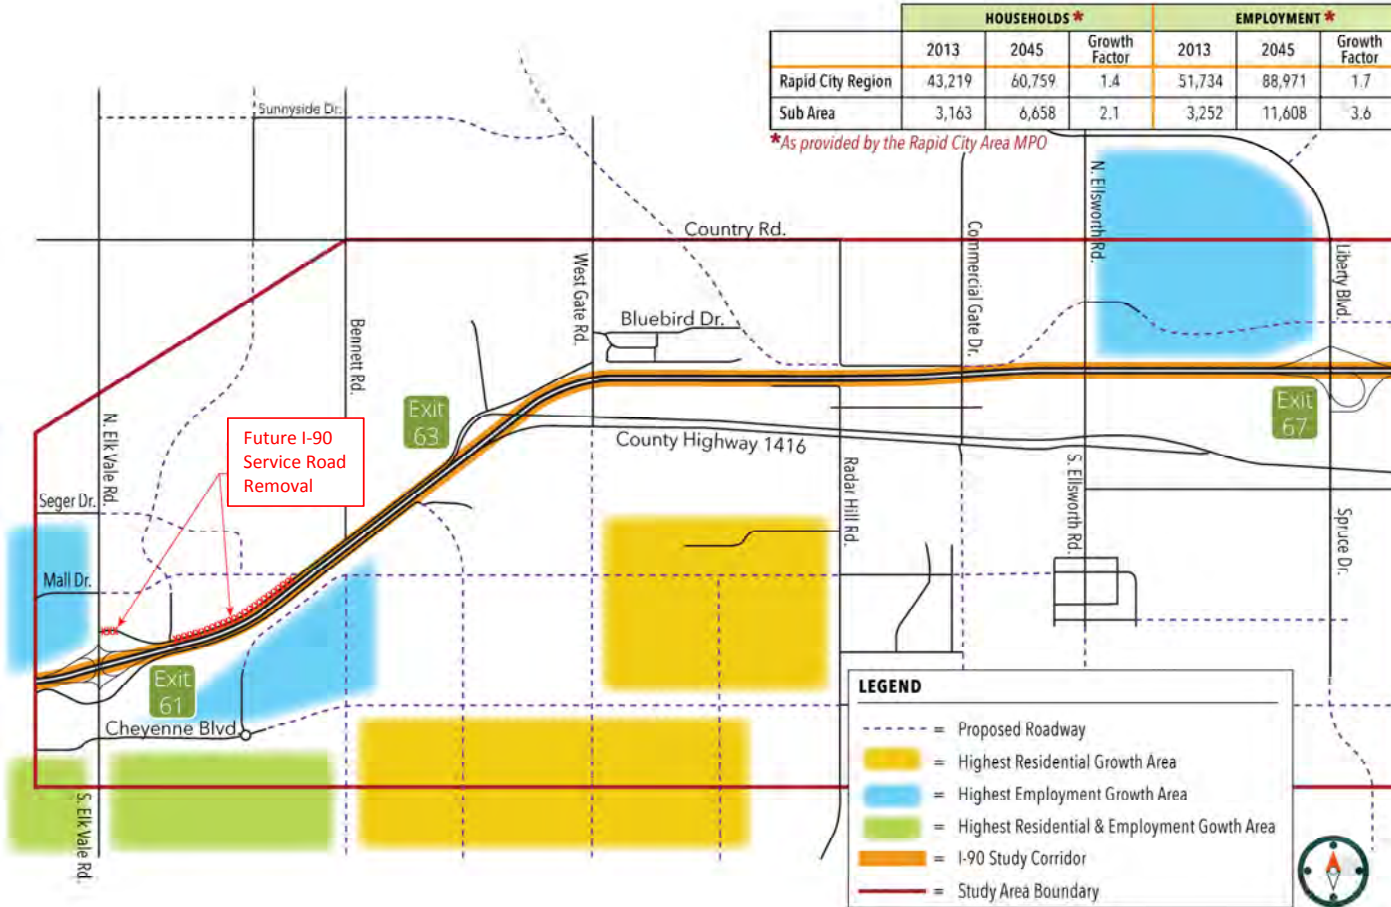 HOUSEHOLDS * EMPLOYMENT *
2013 2045 Growth Factor 2013 2045 Growth Factor
Rapid City Region 43,219 60,759 1.4 51,734 88,971 1.7
Sub Area 3,163 6,658 2.1 3,252 11,608 3.6
*As provided by the Rapid City Area MPO
Sunnyside Dr.
Country Rd.
N. Ellsworth Rd.
Commercial Gate Dr.
Liberty Blvd.
West Gate Rd.
Bluebird Dr.
Bennett Rd.
Exit
63
Exit
67
N. Elk Vale Rd.
Future I-90
Service Road
Removal
County Highway 1416
Radar Hill Rd.
S. Ellsworth Rd.
Spruce Dr.
Seger Dr.
Mall Dr.
Exit
61
Cheyenne Blvd
S. Elk Vale Rd.
LEGEND
= Proposed Roadway
= Highest Residential Growth Area
= Highest Employment Growth Area
= Highest Residential & Employment Gowth Area
= I-90 Study Corridor
= Study Area Boundary